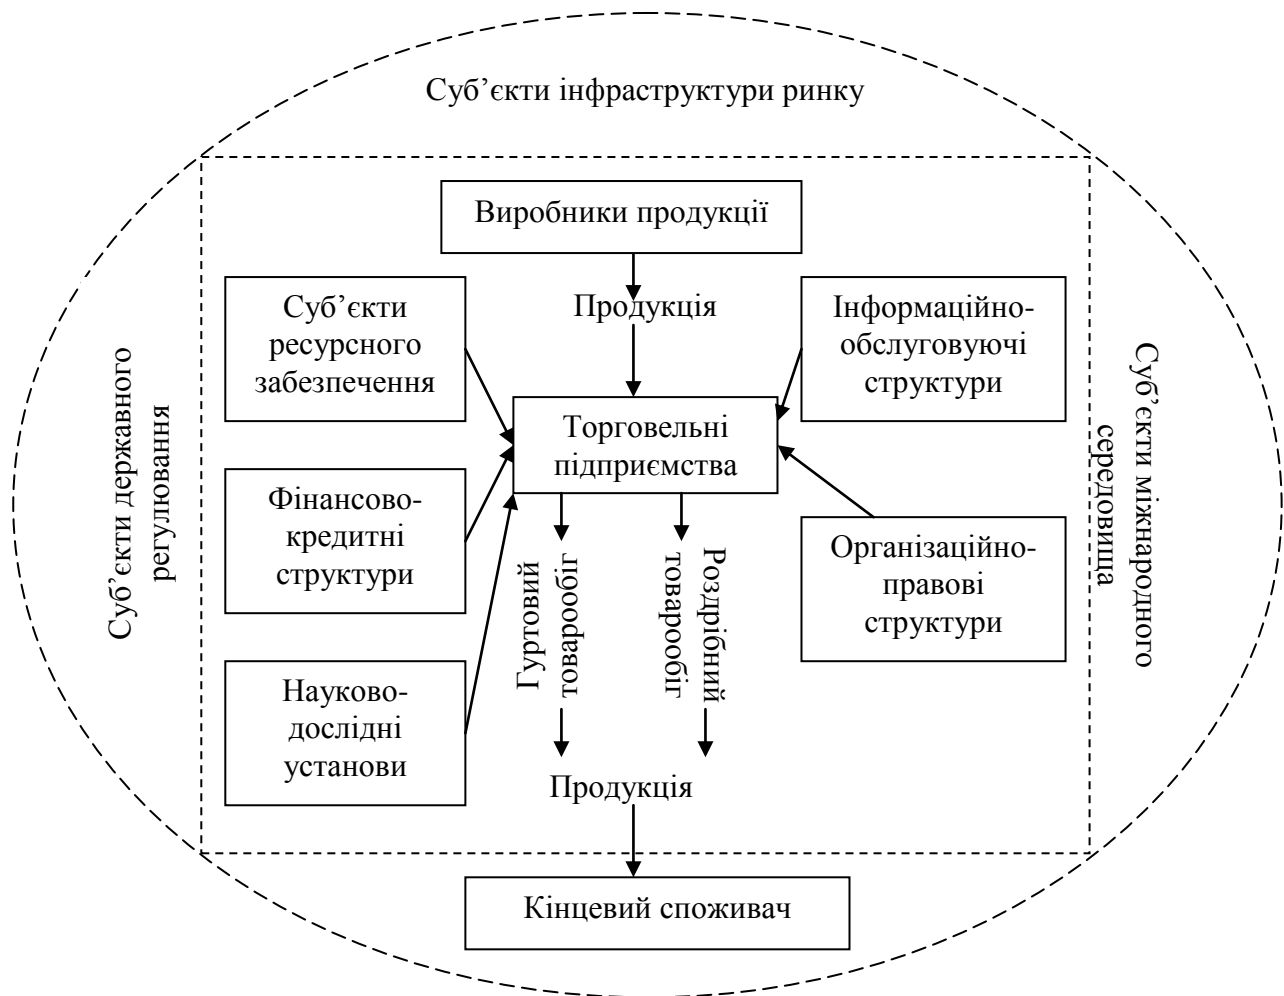 Суб’єкти інфраструктури ринку
Виробники продукції
Продукція
Суб’єкти
ресурсного
забезпечення
Інформаційно-
обслуговуючі
структури
Торговельні
підприємства
Фінансово-
кредитні
структури
Організаційно-
правові
структури
Науково-
дослідні
установи
Гуртовий
товарообіг
Роздрібний
товарообіг
Продукція
Кінцевий споживач
Суб’єкти державного
регулювання
Суб’єкти міжнародного
середовища